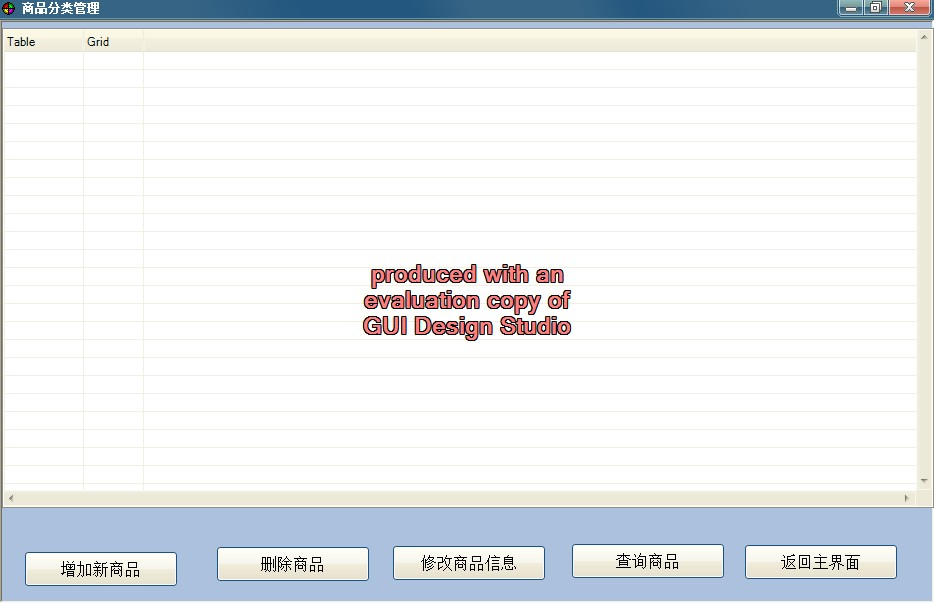 商品分类管理
Table Grid
produced with an
evaluation copy of
GUI Design Studio
增加新商品 删除商品 修改商品信息 查询商品 返回主界面